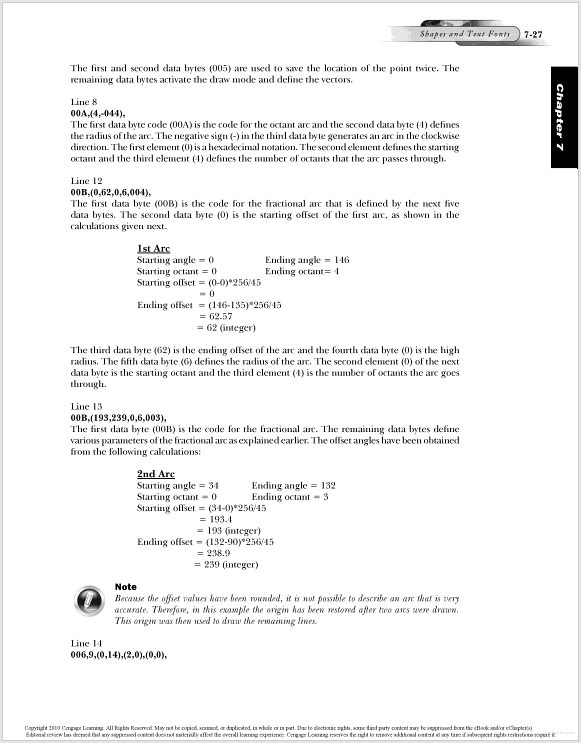 Shapes and Text Fonts 7-27
The first and second data bytes (005) are used to save the location of the point twice. The
remaining data bytes activate the draw mode and define the vectors.
Chapter 7
Line 8
00A,(4,-044),
The first data byte code (00A) is the code for the octant arc and the second data byte (4) defines
the radius of the arc. The negative sign (-) in the third data byte generates an arc in the clockwise
direction. The first element (0) is a hexadecimal notation. The second element defines the starting
octant and the third element (4) defines the number of octants that the arc passes through.
Line 12
00B,(0,62,0,6,004),
The first data byte (00B) is the code for the fractional arc that is defined by the next five
data bytes. The second data byte (0) is the starting offset of the first arc, as shown in the
calculations given next.
1st Arc
Starting angle = 0 Ending angle = 146
Starting octant = 0 Ending octant= 4
Starting offset = (0-0)*256/45
= 0
Ending offset = (146-135)*256/45
= 62.57
= 62 (integer)
The third data byte (62) is the ending offset of the arc and the fourth data byte (0) is the high
radius. The fifth data byte (6) defines the radius of the arc. The second element (0) of the next
data byte is the starting octant and the third element (4) is the number of octants the arc goes
through.
Line 13
00B,(193,239,0,6,003),
The first data byte (00B) is the code for the fractional arc. The remaining data bytes define
various parameters of the fractional arc as explained earlier. The offset angles have been obtained
from the following calculations:
2nd Arc
Starting angle = 34 Ending angle = 132
Starting octant = 0 Ending octant = 3
Starting offset = (34-0)*256/45
= 193.4
= 193 (integer)
Ending offset = (132-90)*256/45
= 238.9
= 239 (integer)
Note
Because the offset values have been rounded, it is not possible to describe an arc that is very
accurate. Therefore, in this example the origin has been restored after two arcs were drawn.
This origin was then used to draw the remaining lines.
Line 14
006,9,(0,14),(2,0),(0,0),
Copyright 2010 Cengage Learning. All Rights Reserved. May not be copied, scanned, or duplicated, in whole or in part. Due to electronic rights, some third party content may be suppressed from the eBook and/or eChapter(s).
Editorial review has deemed that any suppressed content does not materially affect the overall learning experience. Cengage Learning reserves the right to remove additional content at any time if subsequent rights restrictions require it.